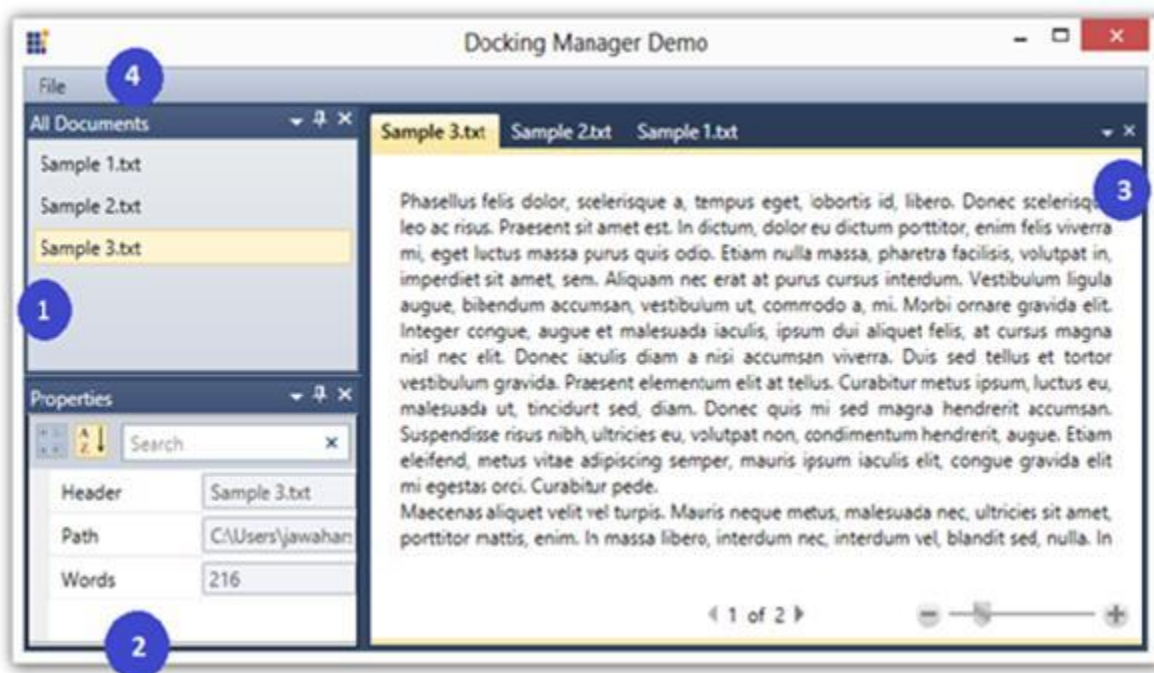 Docking Manager Demo
File
4
All Documents
Sample 1.txt
Sample 2.txt
Sample 3.txt
1
Properties
Search
Header Sample 3.txt
Path C:\Users\jawahar
Words 216
2
Sample 3.txt Sample 2.txt Sample 1.txt
3
Phasellus felis dolor, scelerisque a, tempus eget, lobortis id, libero. Donec scelerisque
leo ac risus. Praesent sit amet est. In dictum, dolor eu dictum porttitor, enim felis viverra
mi, eget luctus massa purus quis odio. Etiam nulla massa, pharetra facilisis, volutpat in,
imperdiet sit amet, sem. Aliquam nec erat at purus cursus interdum. Vestibulum ligula
augue, bibendum accumsan, vestibulum ut, commodo a, mi. Morbi ornare gravida elit.
Integer congue, augue et malesuada iaculis, ipsum dui aliquet felis, at cursus magna
nisl nec elit. Donec iaculis diam a nisi accumsan viverra. Duis sed tellus et tortor
vestibulum gravida. Praesent elementum elit at tellus. Curabitur metus ipsum, luctus eu,
malesuada ut, tincidunt sed, diam. Donec quis mi sed magna hendrerit accumsan.
Suspendisse risus nibh, ultricies eu, volutpat non, condimentum hendrerit, augue. Etiam
eleifend, metus vitae adipiscing semper, mauris ipsum iaculis elit, congue gravida elit
mi egestas orci. Curabitur pede.
Maecenas aliquet velit vel turpis. Mauris neque metus, malesuada nec, ultricies sit amet,
porttitor mattis, enim. In massa libero, interdum nec, interdum vel, blandit sed, nulla. In
1 of 2